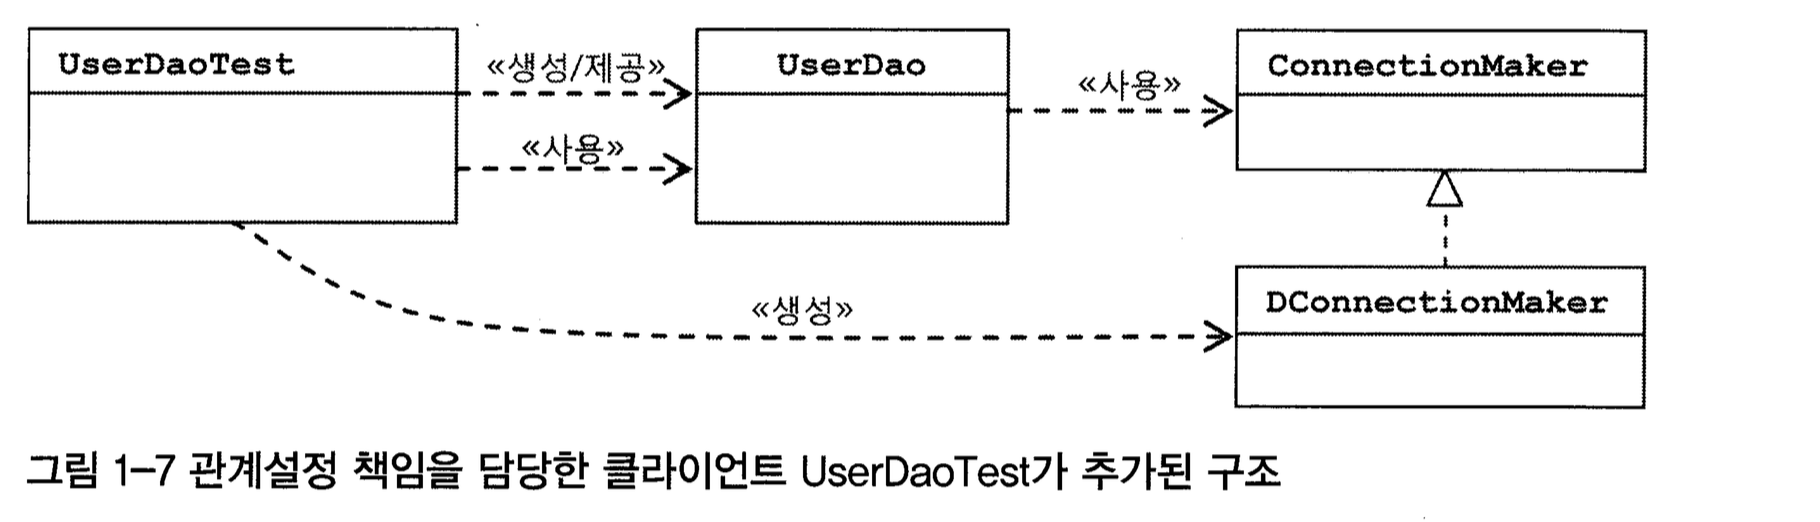 UserDaoTest
«생성/제공»
UserDao
«사용»
ConnectionMaker
«사용»
DConnectionMaker
«생성»
그림 1-7 관계설정 책임을 담당한 클라이언트 UserDaoTest가 추가된 구조